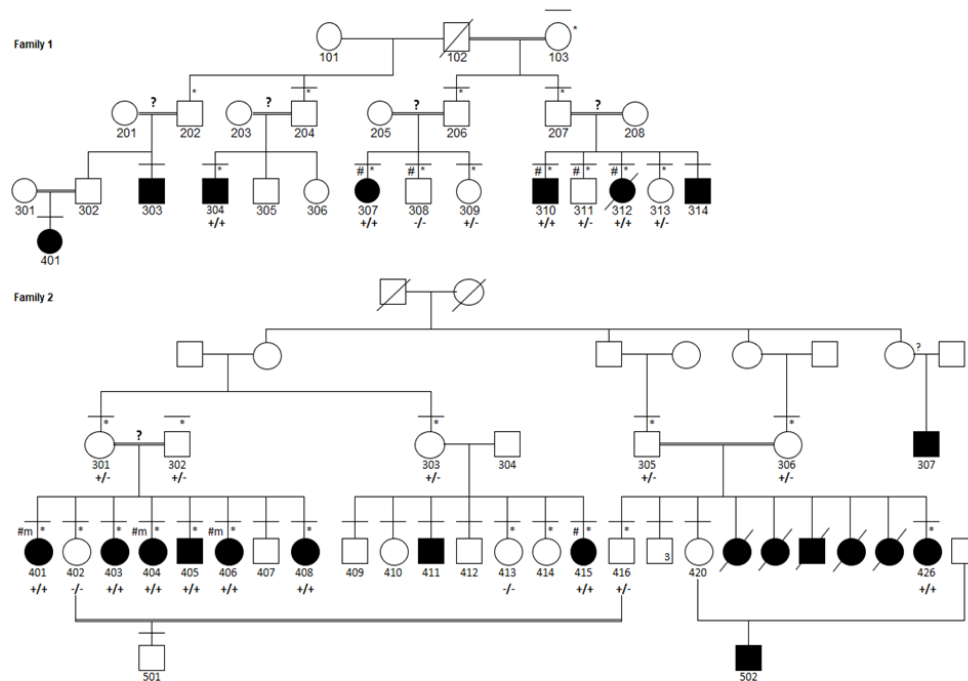 Family 1
101 102 103 *
? * ? * ? * * ?
201 202 203 204 205 206 207 208
* # * # * * # * # * # * *
301 302 303 304 305 306 307 308 309 310 311 312 313 314
+/+ +/+ -/- +/- +/+ +/- +/+ +/-
401
Family 2
?
* ? * * * *
301 302 303 304 305 306 307
+/- +/- +/- +/- +/-
#m * * * #m * * #m * * * * # * * *
401 402 403 404 405 406 407 408 409 410 411 412 413 414 415 416 3 420 426
+/+ -/- +/+ +/+ +/+ +/+ +/+ -/- +/+ +/- +/+
501 502